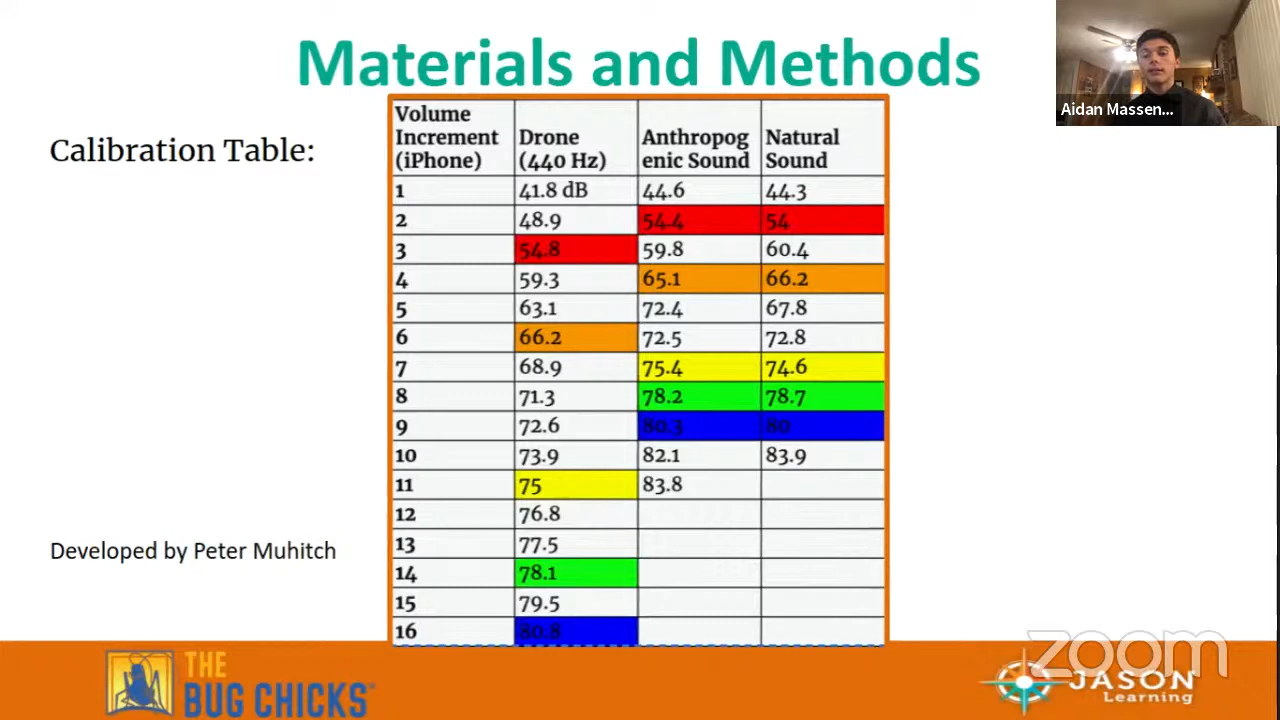 Materials and Methods
Aidan Massen...
Calibration Table:
Volume Increment (iPhone) Drone (440 Hz) Anthropog enic Sound Natural Sound
1 41.8 dB 44.6 44.3
2 48.9 54.4 54
3 54.8 59.8 60.4
4 59.3 65.1 66.2
5 63.1 72.4 67.8
6 66.2 72.5 72.8
7 68.9 75.4 74.6
8 71.3 78.2 78.7
9 72.6 80.3 80
10 73.9 82.1 83.9
11 75 83.8
12 76.8
13 77.5
14 78.1
15 79.5
16 80.8
Developed by Peter Muhitch
THE
BUG CHICKS®
zoom
JASON
Learning